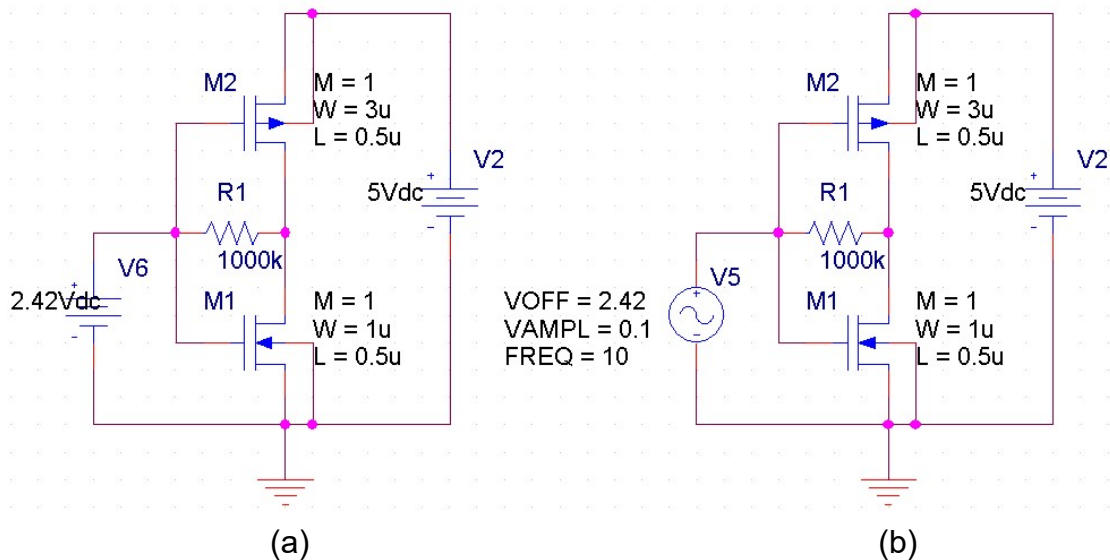 M2
M = 1
W = 3u
L = 0.5u
V2
5Vdc
+
-
R1
1000k
V6
2.42Vdc
+
-
M1
M = 1
W = 1u
L = 0.5u
(a)
M2
M = 1
W = 3u
L = 0.5u
V2
5Vdc
+
-
R1
1000k
V5
+
-
VOFF = 2.42
VAMPL = 0.1
FREQ = 10
M1
M = 1
W = 1u
L = 0.5u
(b)